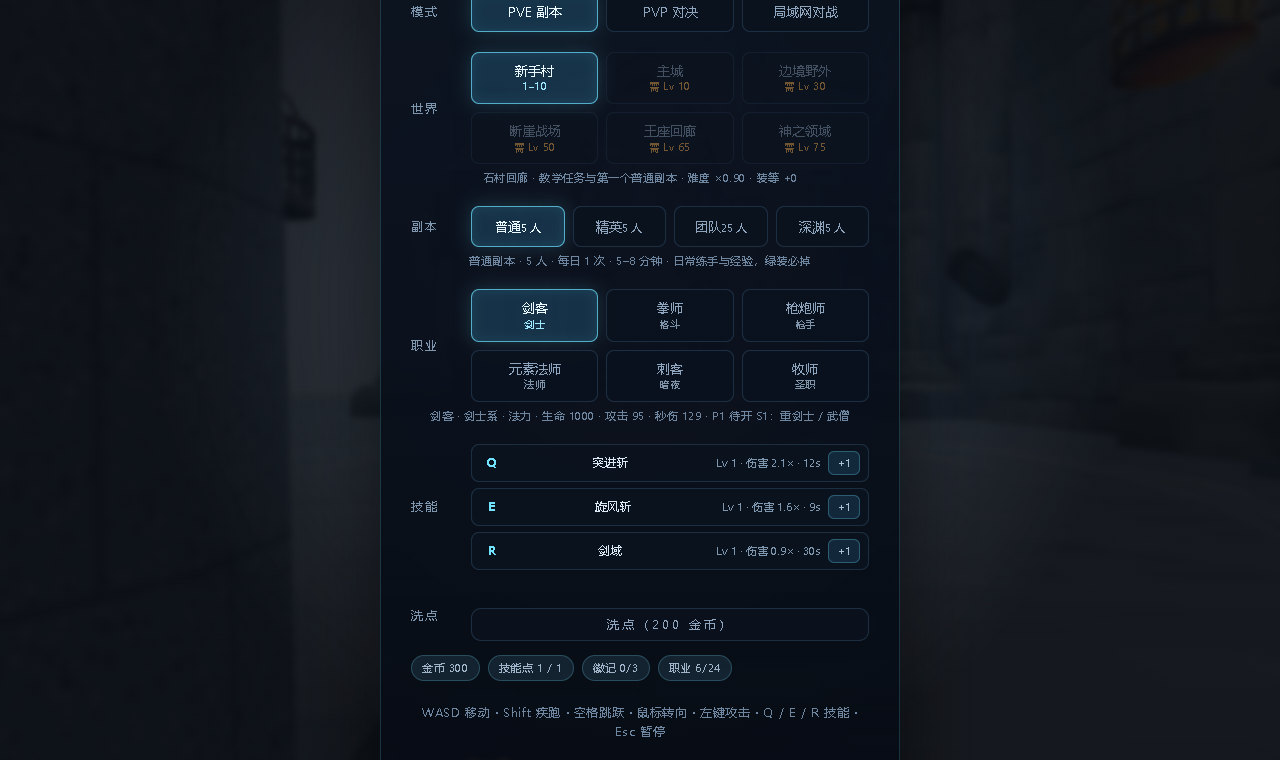 模式
PVE 副本
PVP 对决
局域网对战
世界
新手村
1-10
主城
Lv 10
边境野外
Lv 30
断崖战场
Lv 50
王座回廊
Lv 65
神之领域
Lv 75
石村回廊 · 教学任务与第一个普通副本 · 难度 ×0.90 · 装等 +0
副本
普通5 人
精英5 人
团队25 人
深渊5 人
普通副本 · 5 人 · 每日 1 次 · 5-8 分钟 · 日常练手与经验，绿装必掉
职业
剑客
剑士
拳师
格斗
枪炮师
枪手
元素法师
法师
刺客
暗夜
牧师
圣职
剑客 · 剑士系 · 法力 · 生命 1000 · 攻击 95 · 秒伤 129 · P1 待开 S1：重剑士 / 武僧
技能
Q 突进斩 Lv 1 · 伤害 2.1× · 12s +1
E 旋风斩 Lv 1 · 伤害 1.6× · 9s +1
R 剑域 Lv 1 · 伤害 0.9× · 30s +1
洗点
洗点 (200 金币)
金币 300
技能点 1 / 1
徽记 0/3
职业 6/24
WASD 移动 · Shift 疾跑 · 空格跳跃 · 鼠标转向 · 左键攻击 · Q / E / R 技能 ·
Esc 暂停